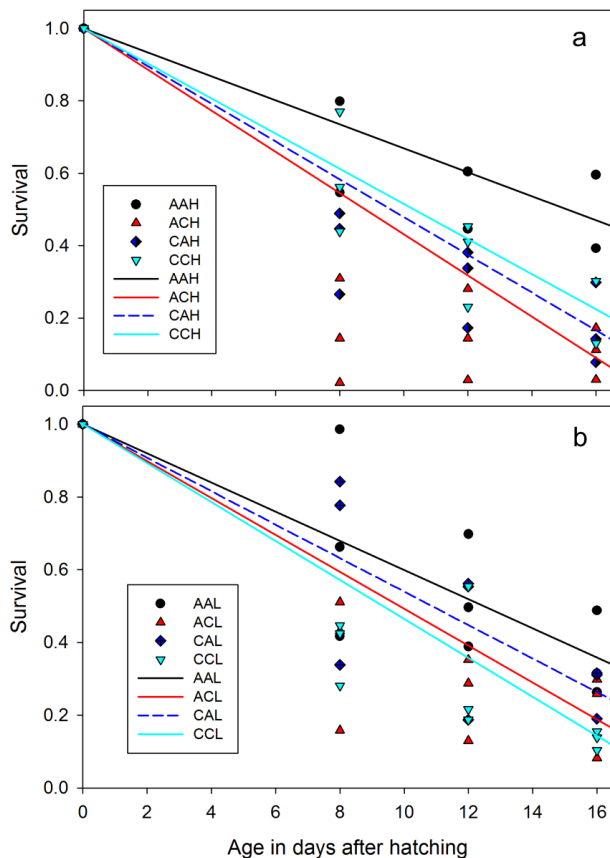 a
1.0
0.8
0.6
0.4
0.2
0.0
Survival
AAH
ACH
CAH
CCH
AAH
ACH
CAH
CCH
b
1.0
0.8
0.6
0.4
0.2
0.0
Survival
AAL
ACL
CAL
CCL
AAL
ACL
CAL
CCL
0 2 4 6 8 10 12 14 16
Age in days after hatching